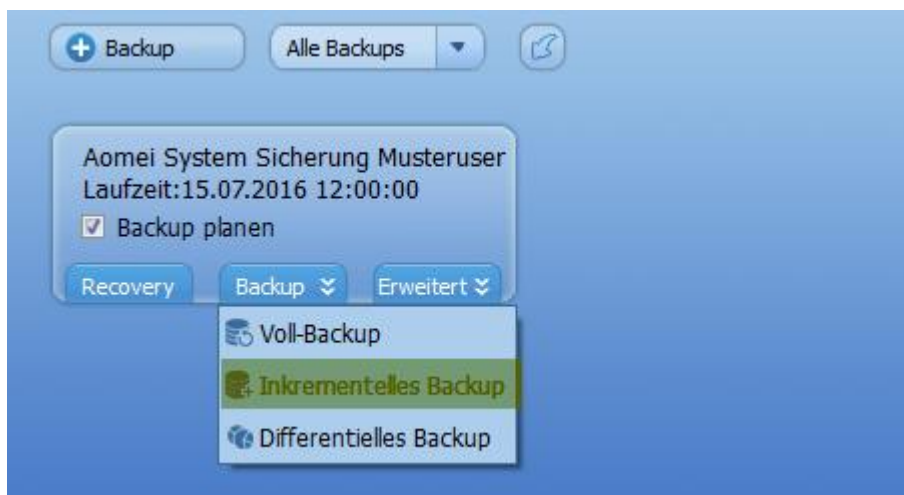 Backup
Alle Backups
Aomei System Sicherung Musteruser
Laufzeit:15.07.2016 12:00:00
Backup planen
Recovery
Backup
Erweitert
Voll-Backup
Inkrementelles Backup
Differentielles Backup